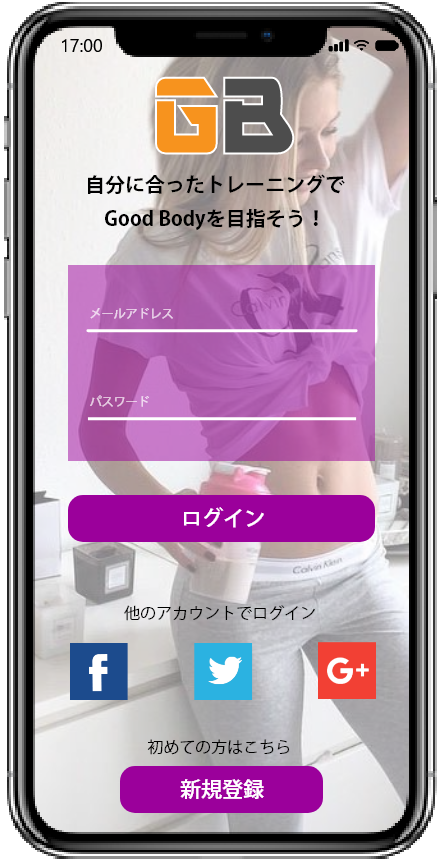 17:00
GB
自分に合ったトレーニングで
Good Bodyを目指そう！
メールアドレス
パスワード
ログイン
Calvin Klein
他のアカウントでログイン
f
G+
初めての方はこちら
新規登録